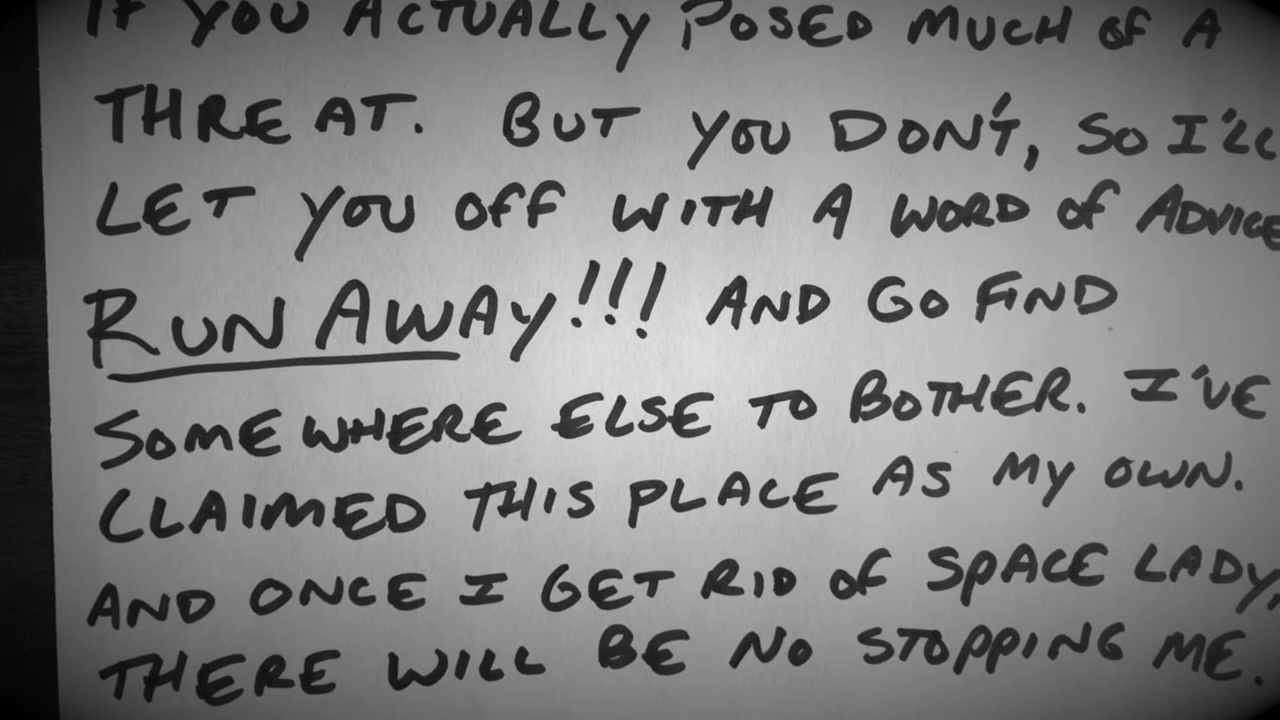 IF YOU ACTUALLY POSED MUCH OF A
THREAT. BUT YOU DON'T, SO I'LL
LET YOU OFF WITH A WORD OF ADVICE
RUN AWAY!!! AND GO FIND
SOMEWHERE ELSE TO BOTHER. I'VE
CLAIMED THIS PLACE AS MY OWN.
AND ONCE I GET RID OF SPACE LADY,
THERE WILL BE NO STOPPING ME.